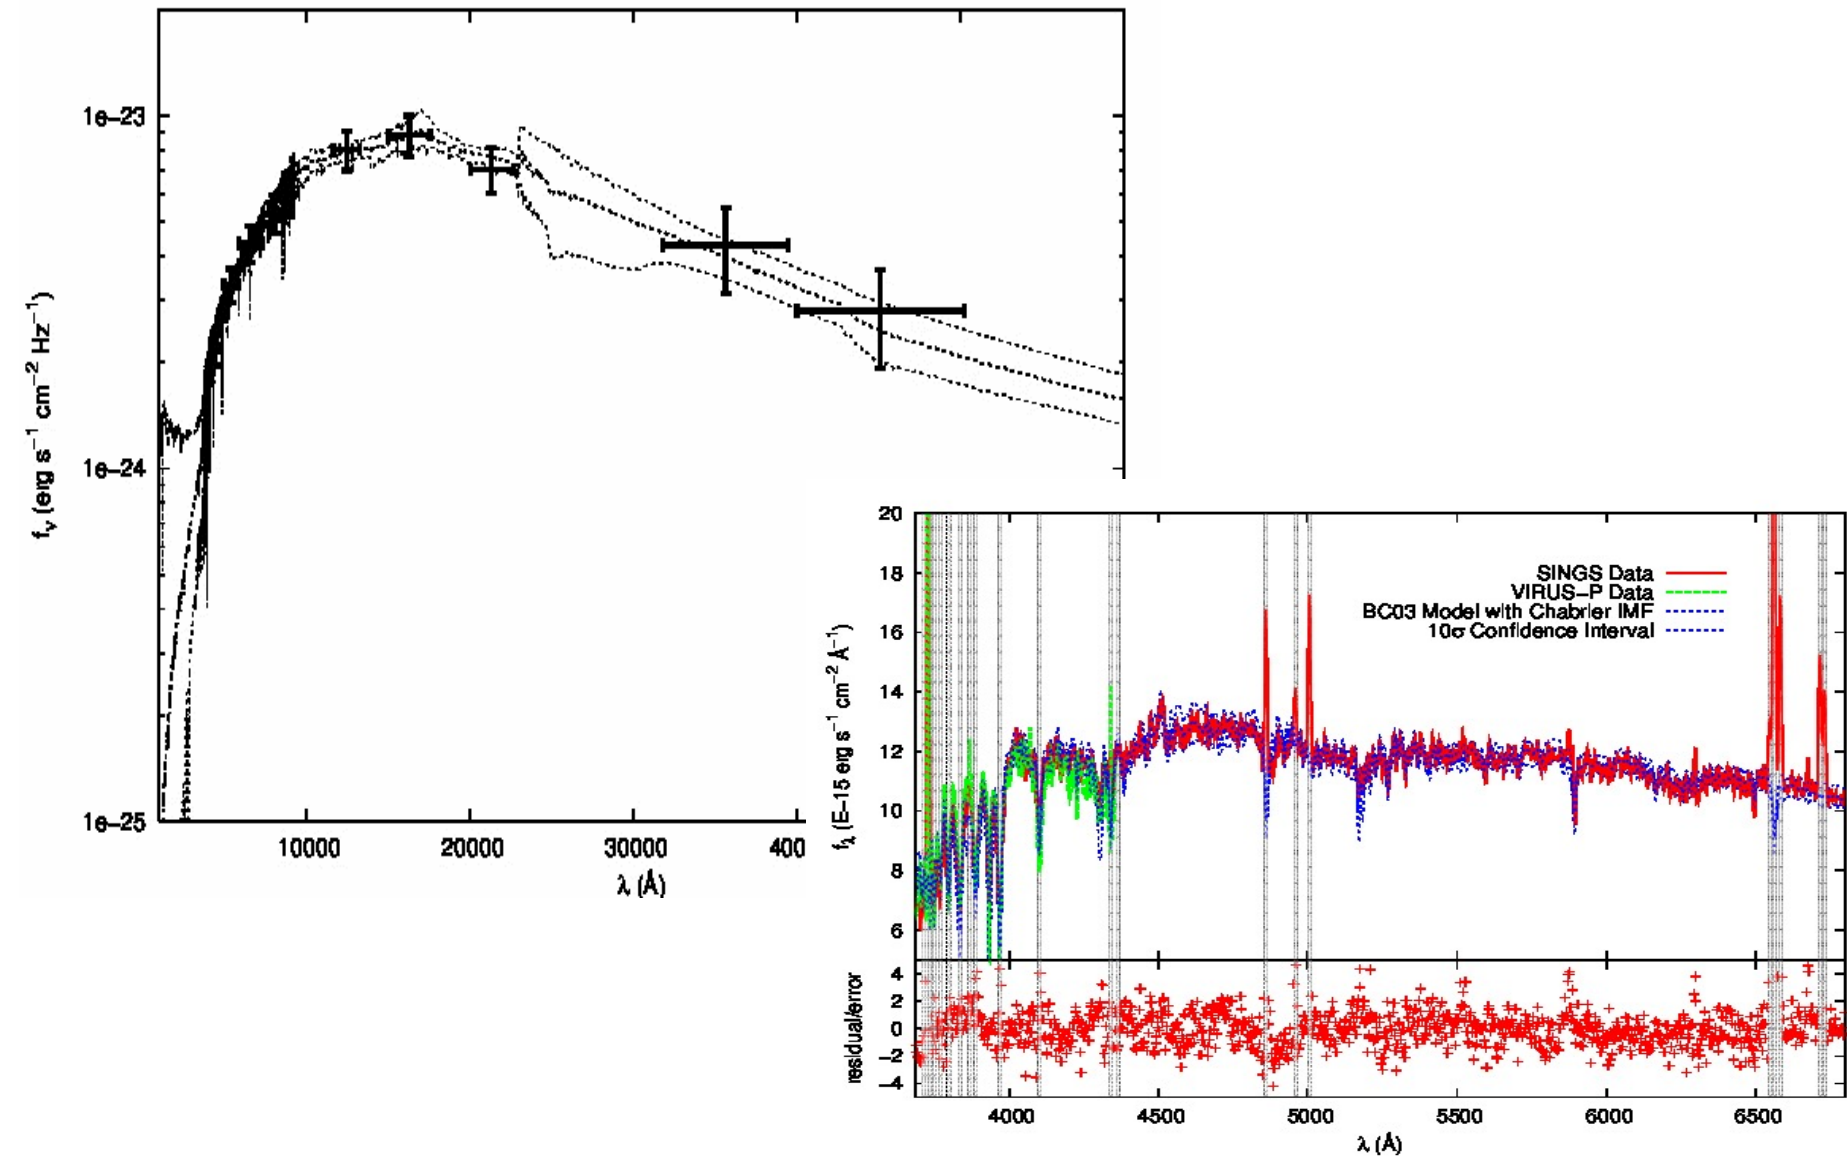 1e−23
1e−24
1e−25
fν (erg s−1 cm−2 Hz−1)
10000 20000 30000 400
λ (Å)
20
18
16
14
12
10
8
6
fλ (E−15 erg s−1 cm−2 Å−1)
SINGS Data
VIRUS−P Data
BC03 Model with Chabrier IMF
10σ Confidence Interval
4
2
0
−2
−4
residual/error
4000 4500 5000 5500 6000 6500
λ (Å)